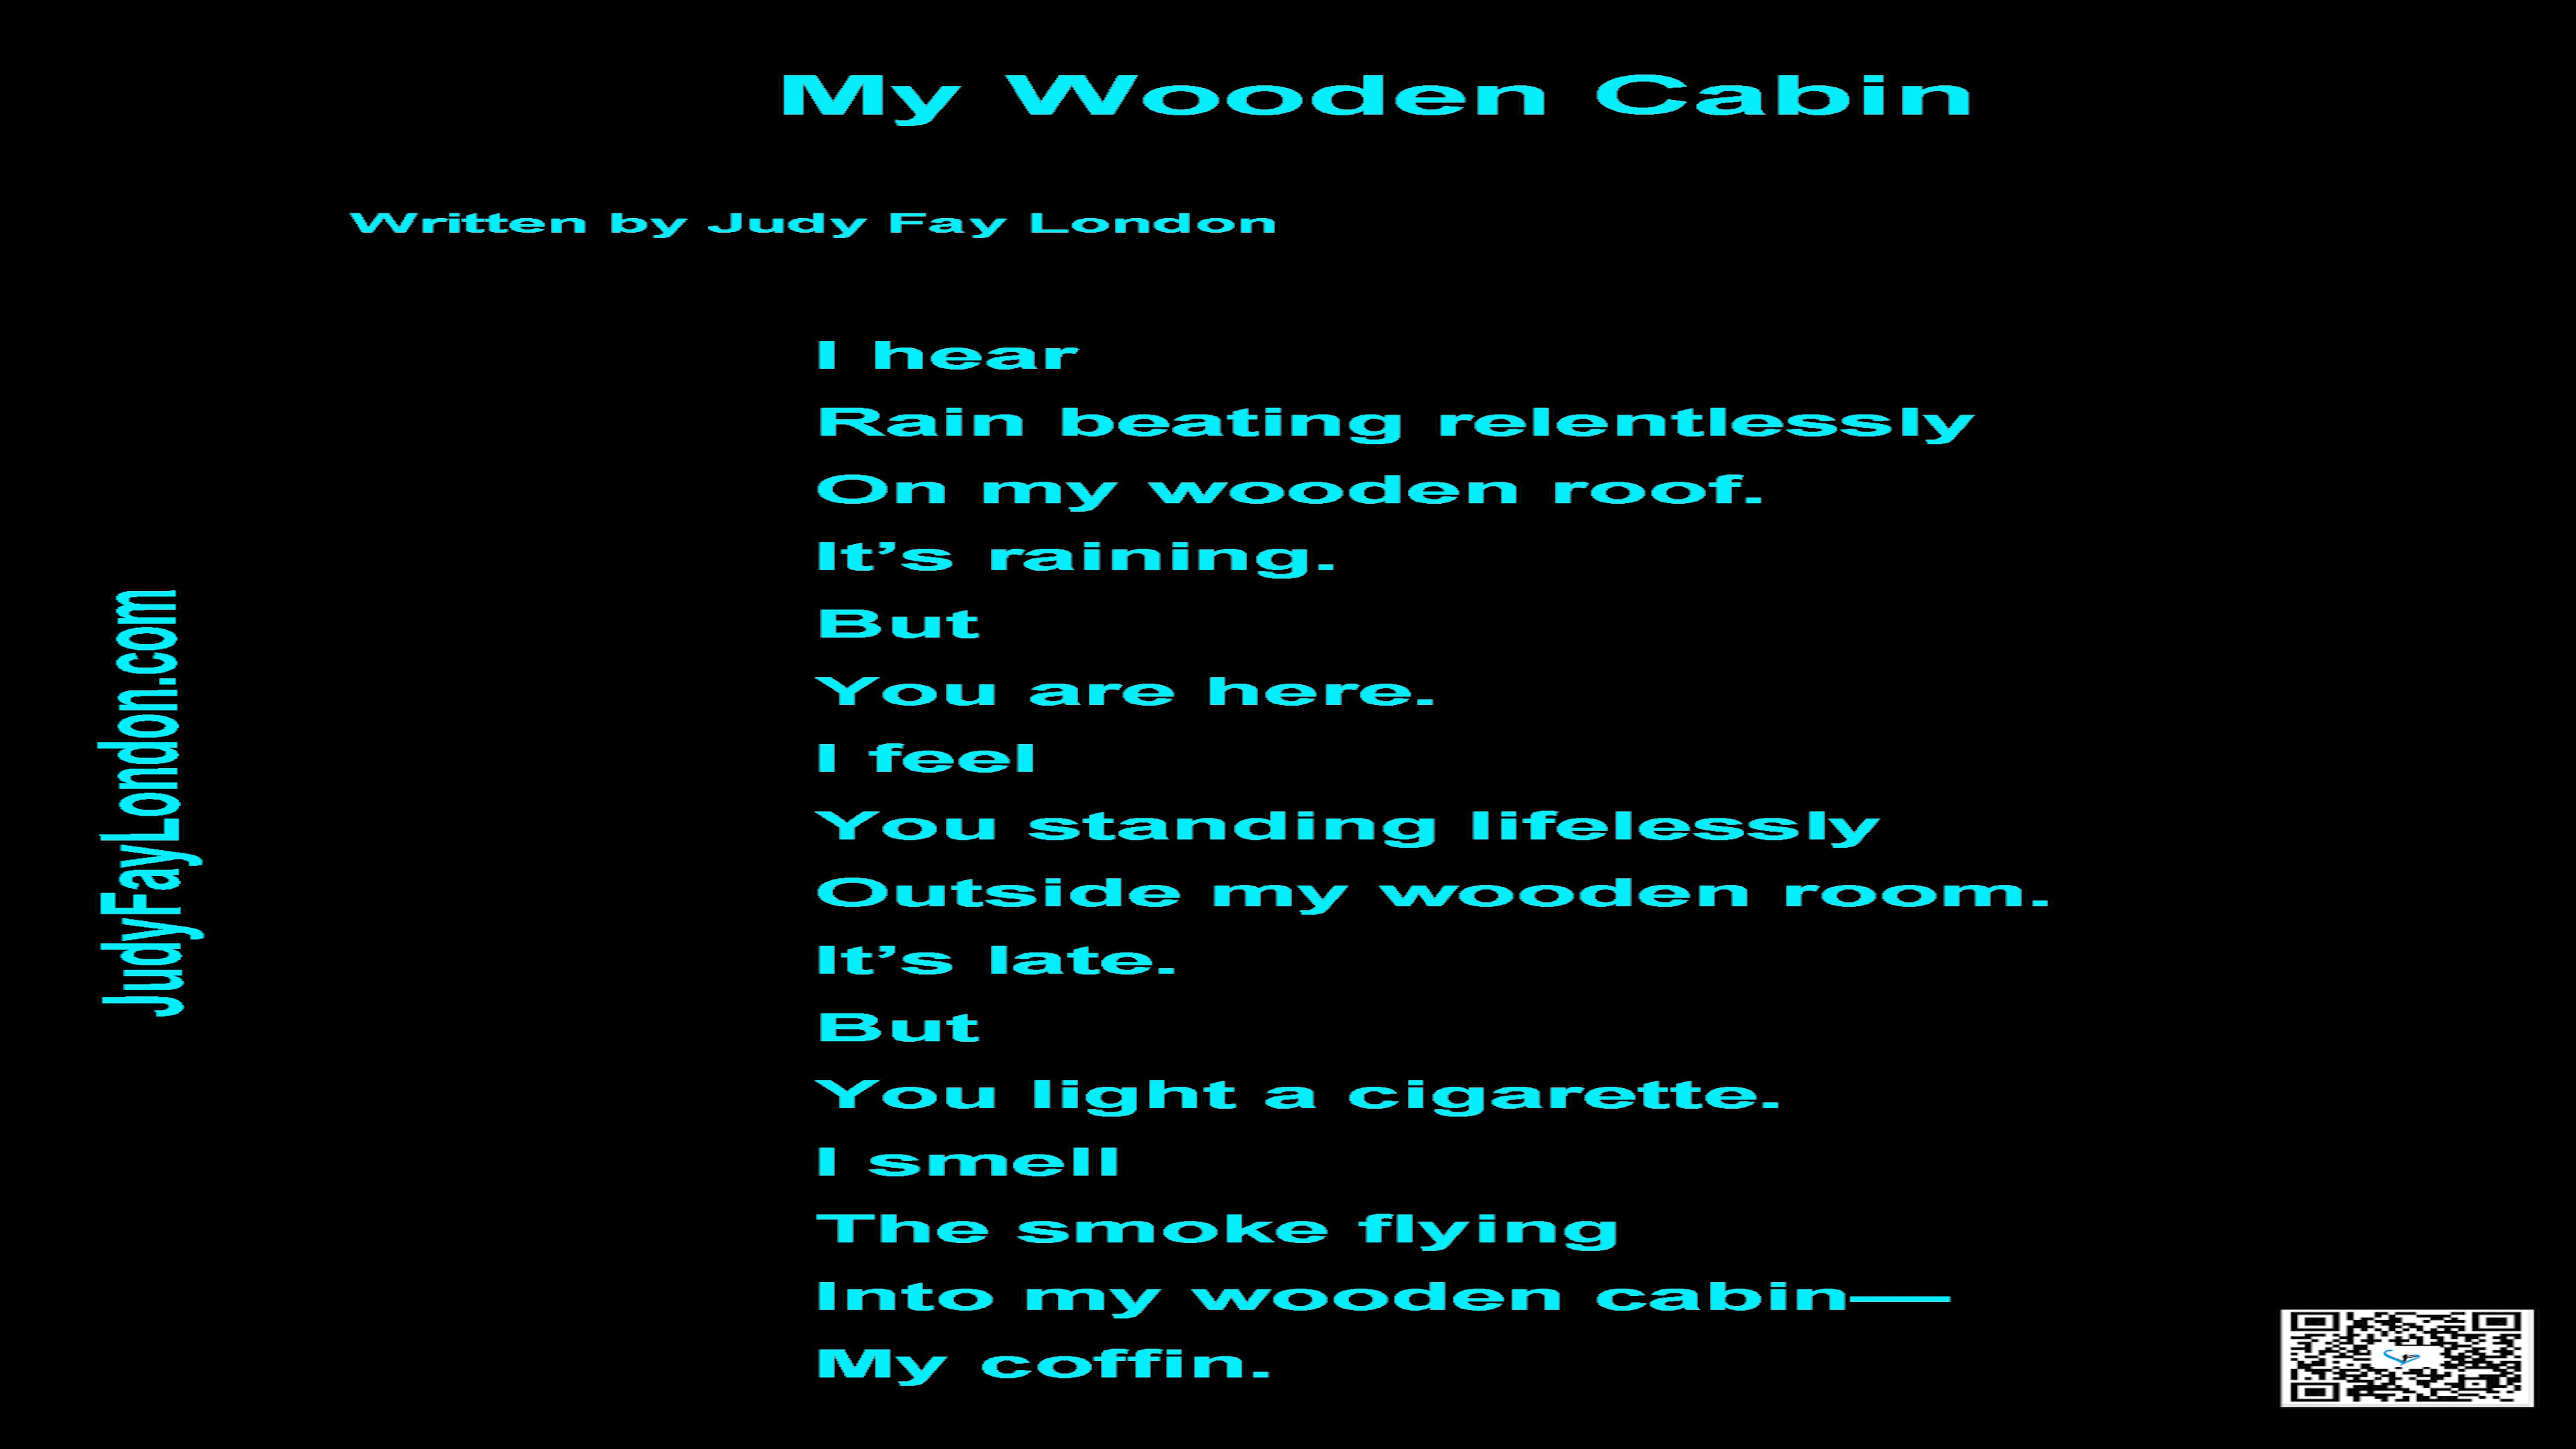 My Wooden Cabin
Written by Judy Fay London
I hear
Rain beating relentlessly
On my wooden roof.
It’s raining.
But
You are here.
I feel
You standing lifelessly
Outside my wooden room.
It’s late.
But
You light a cigarette.
I smell
The smoke flying
Into my wooden cabin—
My coffin.
JudyFayLondon.com